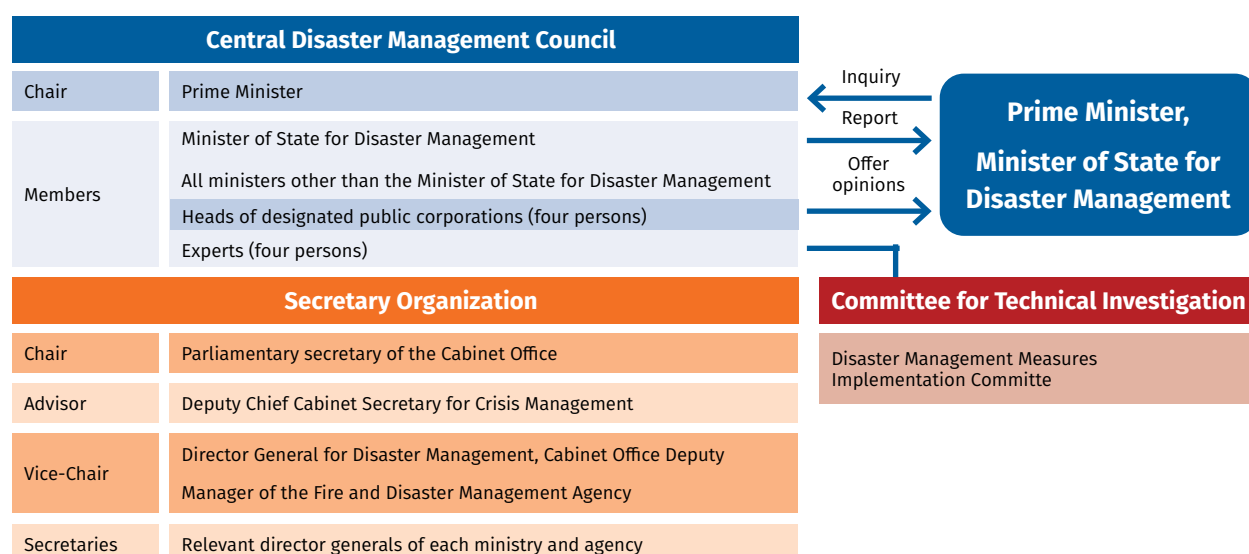 Central Disaster Management Council
Chair
Prime Minister
Members
Minister of State for Disaster Management
All ministers other than the Minister of State for Disaster Management
Heads of designated public corporations (four persons)
Experts (four persons)
Inquiry
Report
Offer
opinions
Prime Minister,
Minister of State for
Disaster Management
Secretary Organization
Chair
Parliamentary secretary of the Cabinet Office
Advisor
Deputy Chief Cabinet Secretary for Crisis Management
Vice-Chair
Director General for Disaster Management, Cabinet Office Deputy
Manager of the Fire and Disaster Management Agency
Secretaries
Relevant director generals of each ministry and agency
Committee for Technical Investigation
Disaster Management Measures
Implementation Committe